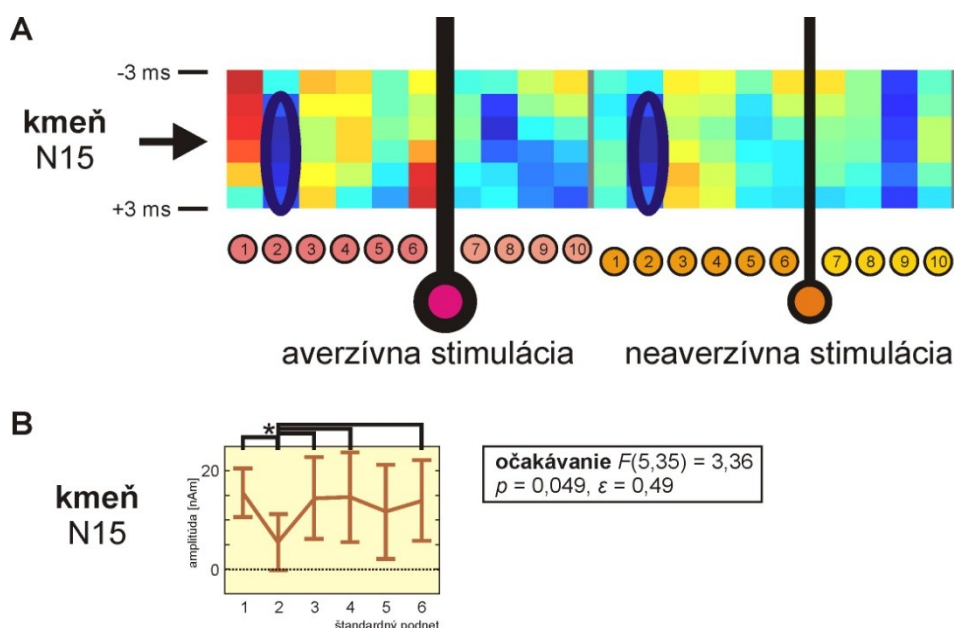 A
-3 ms
kmeň
N15
+3 ms
1 2 3 4 5 6 7 8 9 10 1 2 3 4 5 6 7 8 9 10
averzívna stimulácia neaverzívna stimulácia
B
*
kmeň
N15
amplitúda [nAm]
20
0
1 2 3 4 5 6
štandardný podnet
očakávanie F(5,35) = 3,36
p = 0,049, ε = 0,49